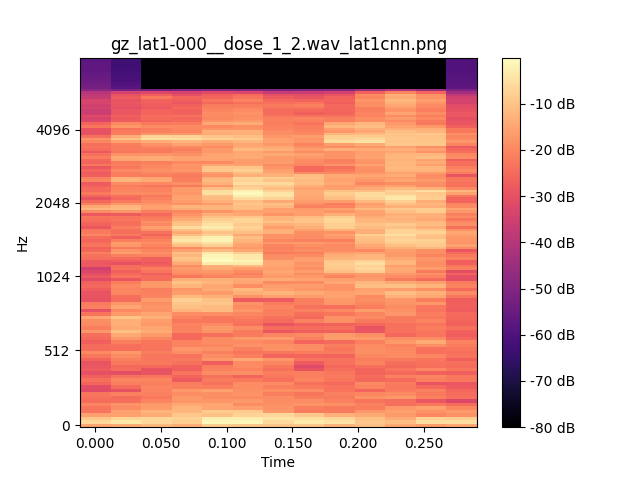 gz_lat1-000__dose_1_2.wav_lat1cnn.png
4096
2048
1024
512
0
Hz
0.000 0.050 0.100 0.150 0.200 0.250
Time
-10 dB
-20 dB
-30 dB
-40 dB
-50 dB
-60 dB
-70 dB
-80 dB